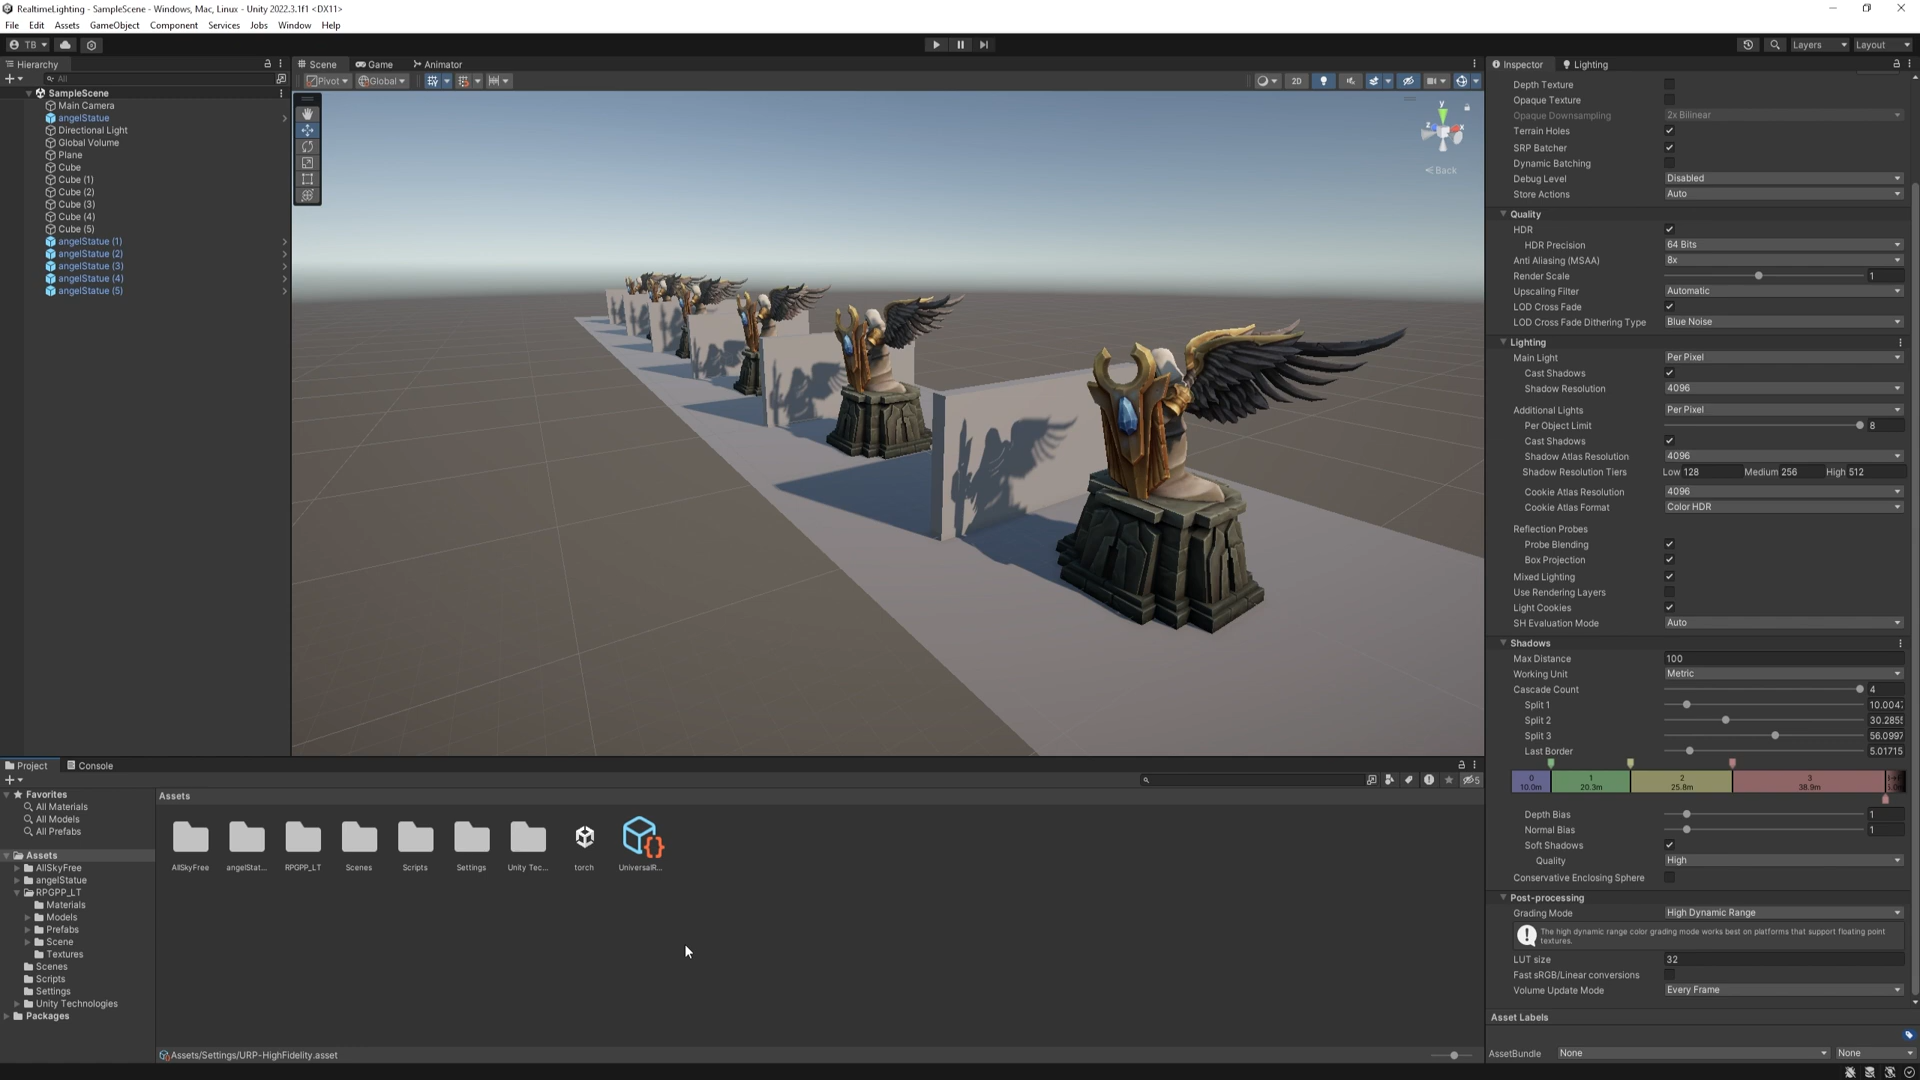 RealtimeLighting - SampleScene - Windows, Mac, Linux - Unity 2022.3.1f1 <DX11>
File Edit Assets GameObject Component Services Jobs Window Help
TB
Layers
Layout
Hierarchy
All
SampleScene
Main Camera
angelStatue
Directional Light
Global Volume
Plane
Cube
Cube (1)
Cube (2)
Cube (3)
Cube (4)
Cube (5)
angelStatue (1)
angelStatue (2)
angelStatue (3)
angelStatue (4)
angelStatue (5)
Scene Game Animator
Pivot Global
2D
y
z x
Back
Inspector Lighting
Depth Texture
Opaque Texture
Opaque Downsampling 2x Bilinear
Terrain Holes
SRP Batcher
Dynamic Batching
Debug Level Disabled
Store Actions Auto
Quality
HDR
HDR Precision 64 Bits
Anti Aliasing (MSAA) 8x
Render Scale 1
Upscaling Filter Automatic
LOD Cross Fade
LOD Cross Fade Dithering Type Blue Noise
Lighting
Main Light Per Pixel
Cast Shadows
Shadow Resolution 4096
Additional Lights Per Pixel
Per Object Limit 8
Cast Shadows
Shadow Atlas Resolution 4096
Shadow Resolution Tiers Low 128 Medium 256 High 512
Cookie Atlas Resolution 4096
Cookie Atlas Format Color HDR
Reflection Probes
Probe Blending
Box Projection
Mixed Lighting
Use Rendering Layers
Light Cookies
SH Evaluation Mode Auto
Shadows
Max Distance 100
Working Unit Metric
Cascade Count 4
Split 1 10.0047
Split 2 30.2855
Split 3 56.0997
Last Border 5.01715
0 1 2 3
10.0m 20.3m 25.8m 38.9m
Depth Bias 1
Normal Bias 1
Soft Shadows
Quality High
Conservative Enclosing Sphere
Post-processing
Grading Mode High Dynamic Range
The high dynamic range color grading mode works best on platforms that support floating point
textures.
LUT size 32
Fast sRGB/Linear conversions
Volume Update Mode Every Frame
Asset Labels
AssetBundle None None
Project Console
5
Favorites
All Materials
All Models
All Prefabs
Assets
AllSkyFree
angelStatue
RPGPP_LT
Materials
Models
Prefabs
Scene
Textures
Scenes
Scripts
Settings
Unity Technologies
Packages
Assets
AllSkyFree angelStat... RPGPP_LT Scenes Scripts Settings Unity Tec... torch UniversalR...
Assets/Settings/URP-HighFidelity.asset